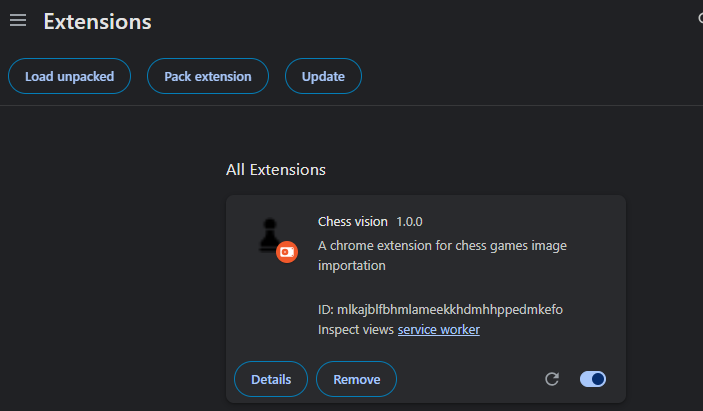 Extensions
Load unpacked
Pack extension
Update
All Extensions
Chess vision 1.0.0
A chrome extension for chess games image
importation
ID: mlkajblfbhmlameekkhdmhhppedmkefo
Inspect views service worker
Details
Remove